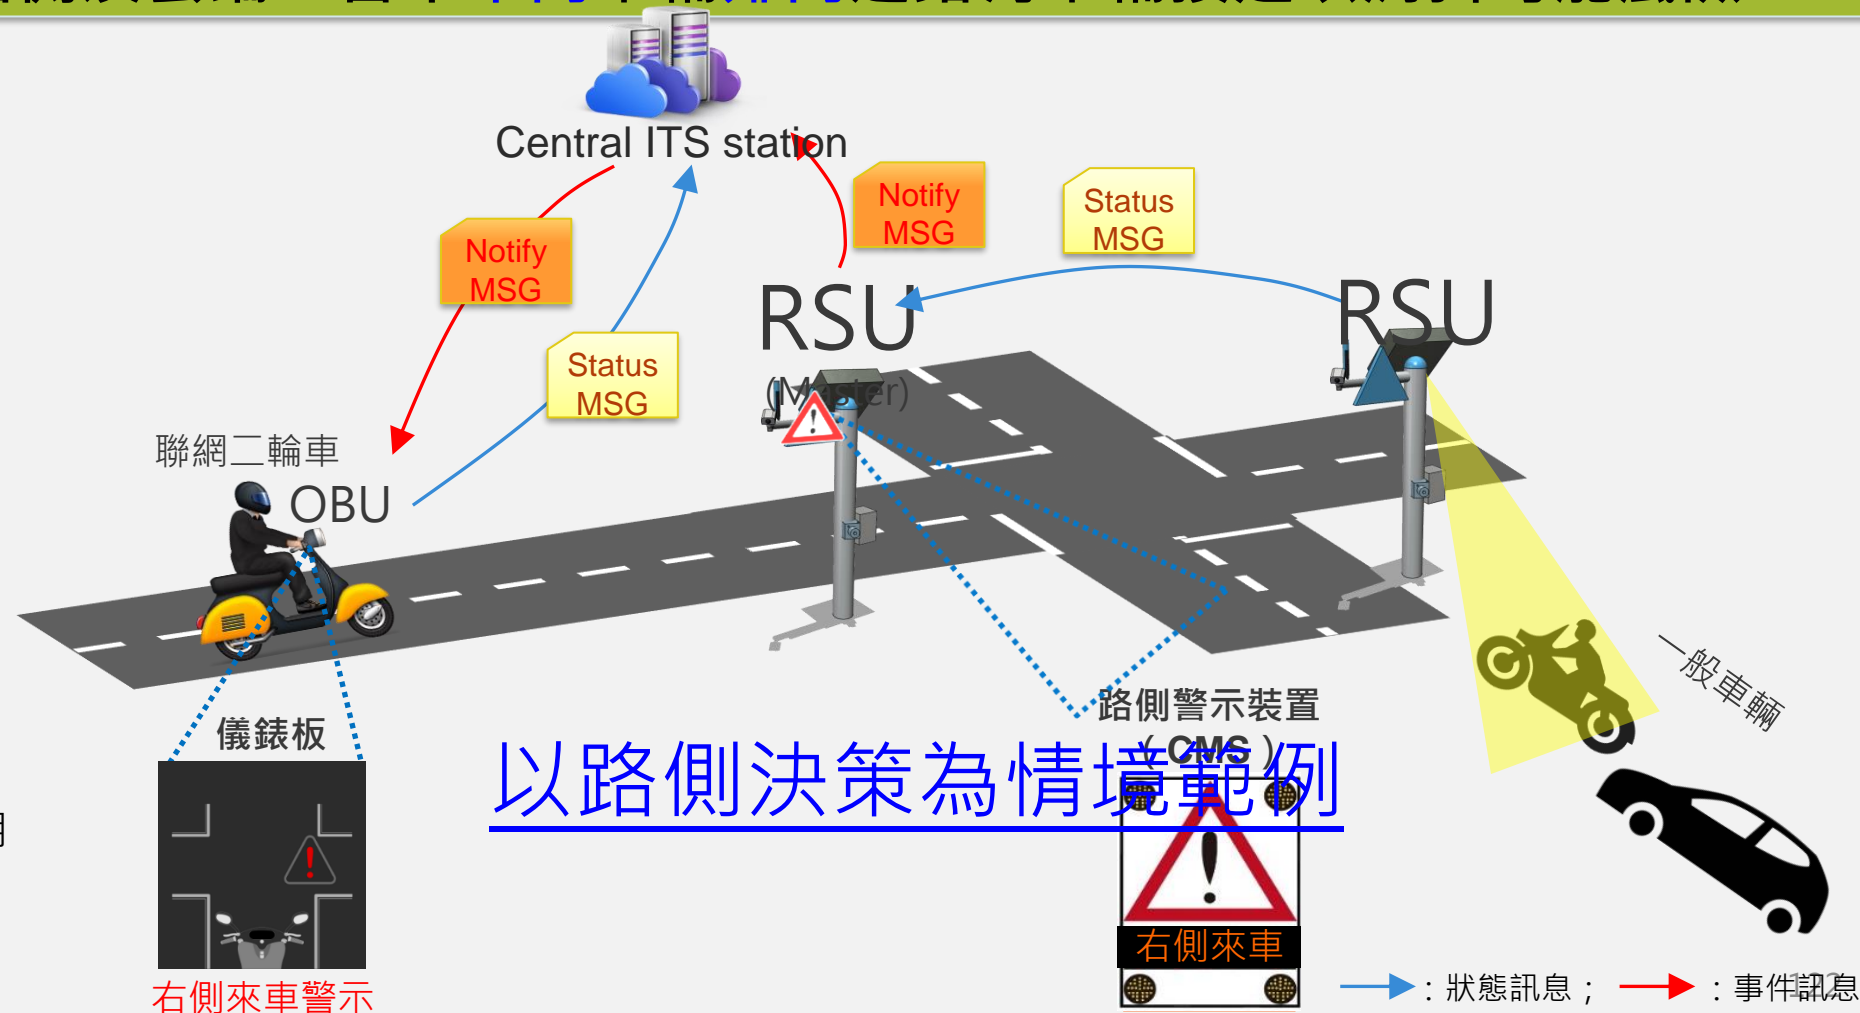 Central ITS station
Notify
MSG
Status
MSG
Notify
MSG
RSU
RSU
Status
MSG
(Master)
聯網二輪車
OBU
一般車輛
路側警示裝置
（CMS）
儀錶板
以路側決策為情境範例
右側來車
右側來車警示
：狀態訊息； ：事件訊息
122